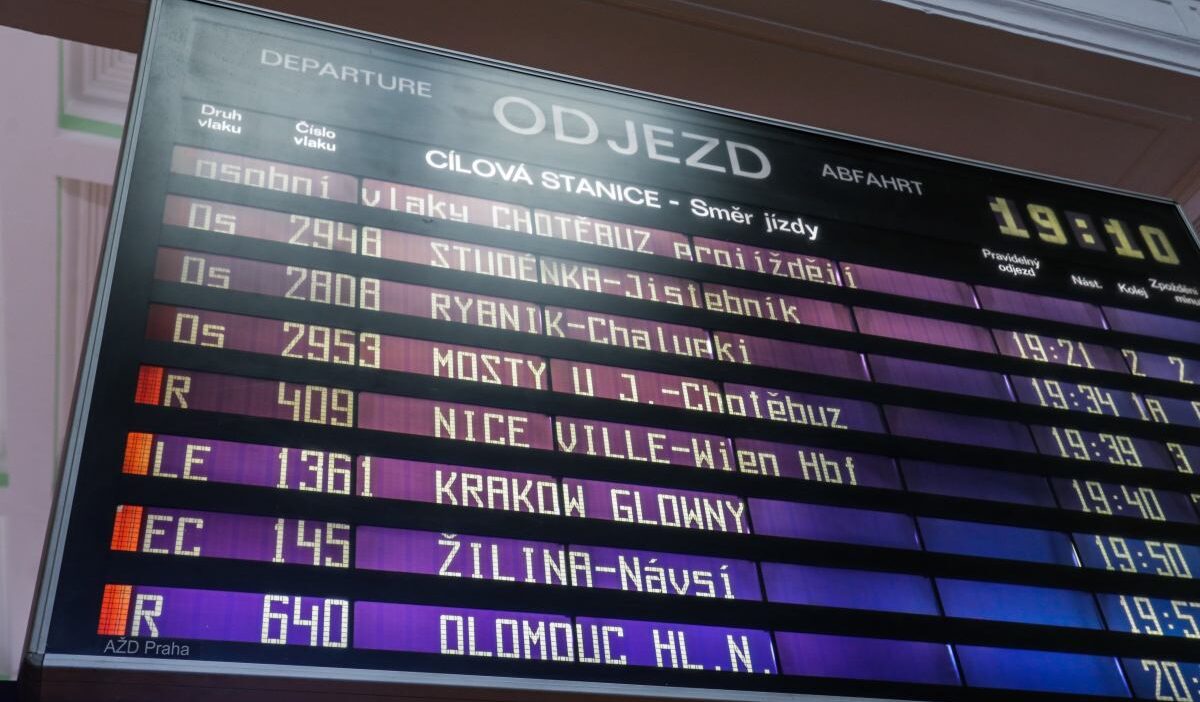 DEPARTURE ODJEZD ABFAHRT 19:10
Druh vlaku Číslo vlaku CÍLOVÁ STANICE - Směr jízdy Pravidelný odjezd Nást. Kolej
osobní vlaky CHOTĚBUZ projíždějí
Os 2948 STUDÉNKA-Jistebník 19:21 2 2
Os 2808 RYBNIK-Chalupki 19:34 1A 1
Os 2953 MOSTY U J.-Chotěbuz 19:39 3
R 409 NICE VILLE-Wien Hbf 19:40
LE 1361 KRAKOW GLOWNY 19:50
EC 145 ŽILINA-Návsí
R 640 OLOMOUC HL.N.
AŽD Praha